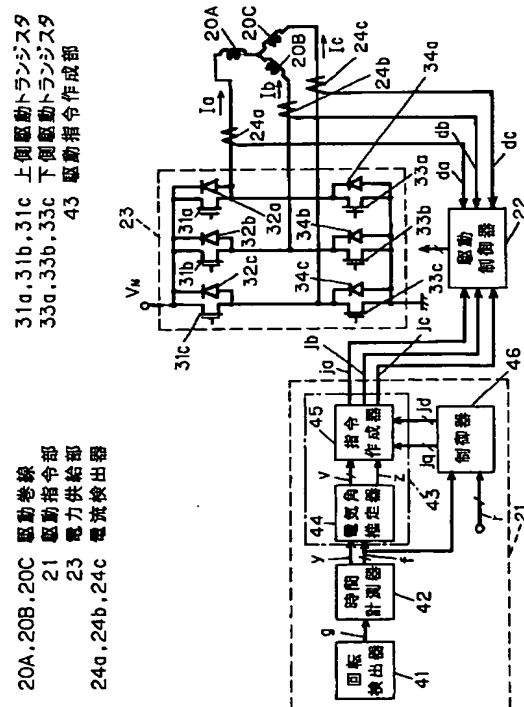 20A,20B,20C 駆動巻線
21 駆動指令部
23 電力供給部
24a,24b,24c 電流検出器
31a,31b,31c 上側駆動トランジスタ
33a,33b,33c 下側駆動トランジスタ
43 駆動指令作成部
20A
20C
20B
Ia
Ib
Ic
24a
24b
24c
23
VM
31a
32a
31b
32b
31c
32c
34a
33a
34b
33b
34c
33c
da
db
dc
駆動
制御器
22
ja
jb
jc
45
指令
作成器
jd
jq
46
制御器
r
21
v
z
43
44
電気角
推定器
y
f
時間
計測器
42
g
回転
検出器
41